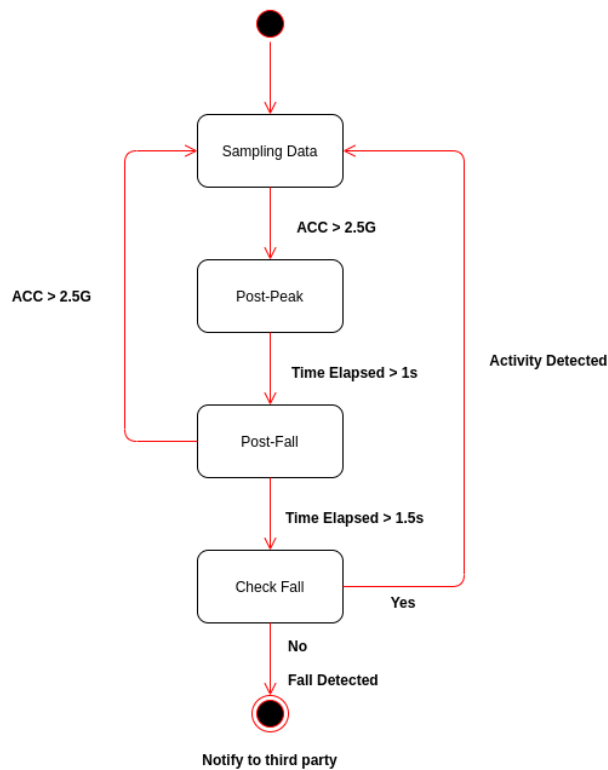 Sampling Data
ACC > 2.5G
Post-Peak
ACC > 2.5G
Activity Detected
Time Elapsed > 1s
Post-Fall
Time Elapsed > 1.5s
Check Fall
Yes
No
Fall Detected
Notify to third party